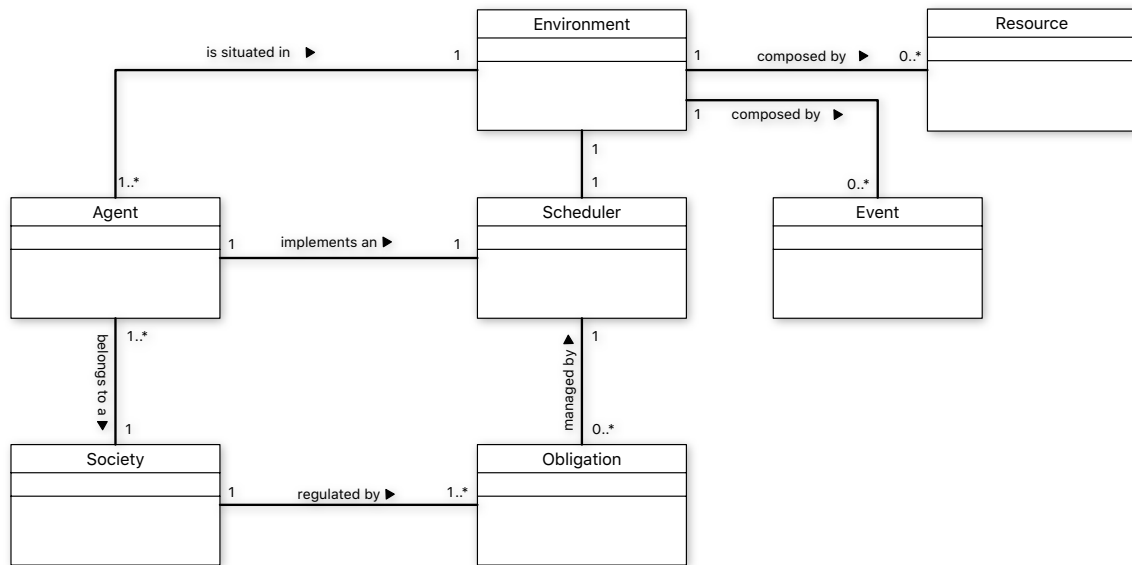 Environment
Resource
is situated in ▶
1
1
composed by ▶
0..*
1
composed by ▶
1
1
1..*
0..*
Agent
Scheduler
Event
1
implements an ▶
1
1..*
belongs to a ▶
1
1
managed by ▶
0..*
Society
Obligation
1
regulated by ▶
1..*